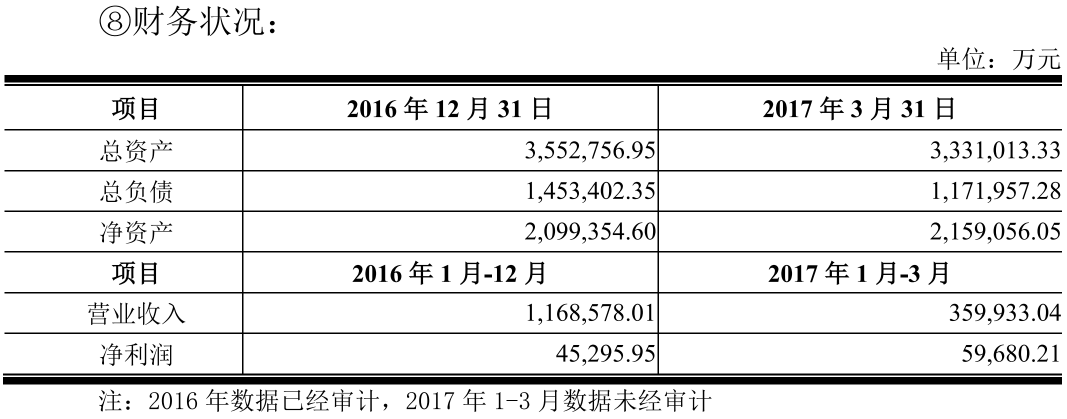 ⑧财务状况：
单位：万元
项目 2016 年 12 月 31 日 2017 年 3 月 31 日
总资产 3,552,756.95 3,331,013.33
总负债 1,453,402.35 1,171,957.28
净资产 2,099,354.60 2,159,056.05
项目 2016 年 1 月-12 月 2017 年 1 月-3 月
营业收入 1,168,578.01 359,933.04
净利润 45,295.95 59,680.21
注：2016 年数据已经审计，2017 年 1-3 月数据未经审计